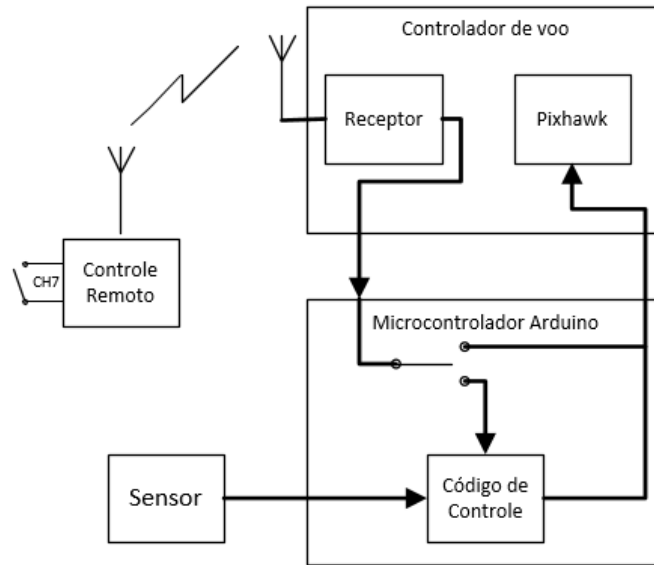 Controlador de voo
Receptor
Pixhawk
CH7
Controle
Remoto
Microcontrolador Arduino
Sensor
Código de
Controle